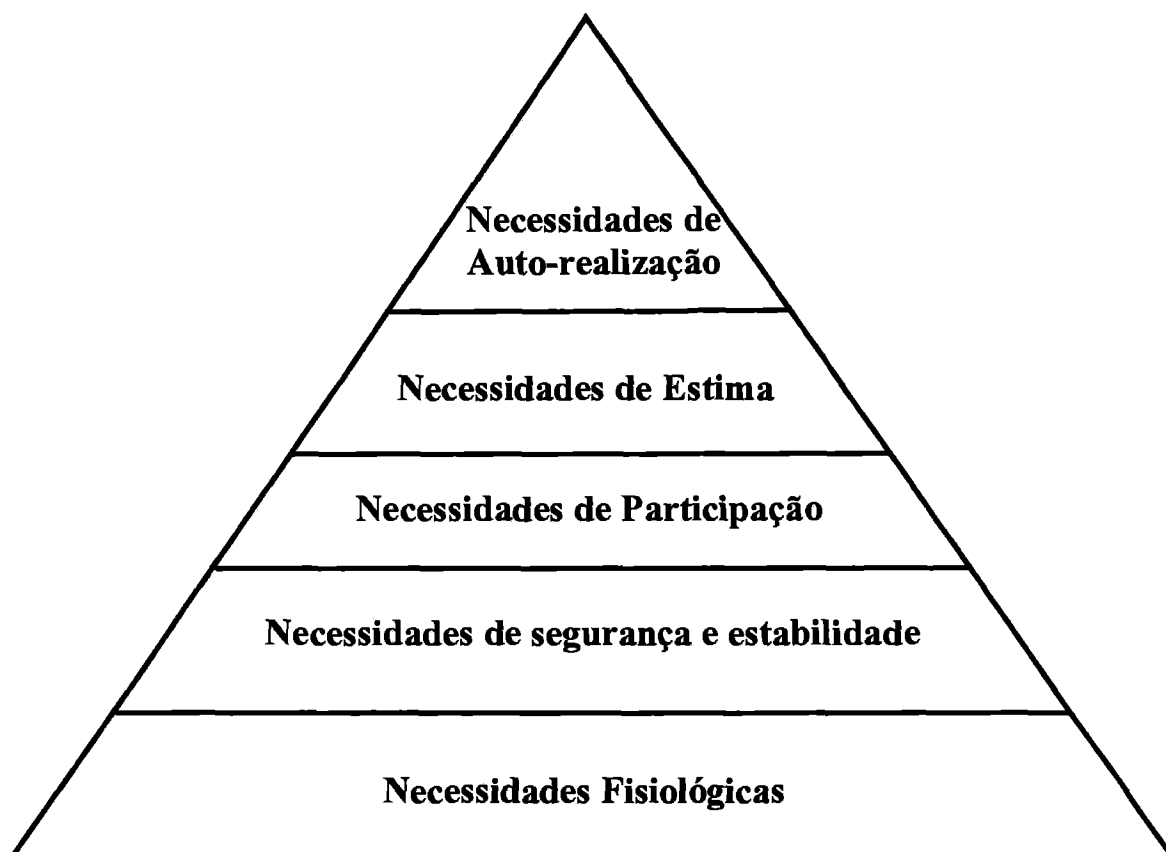 Necessidades de
Auto-realização
Necessidades de Estima
Necessidades de Participação
Necessidades de segurança e estabilidade
Necessidades Fisiológicas